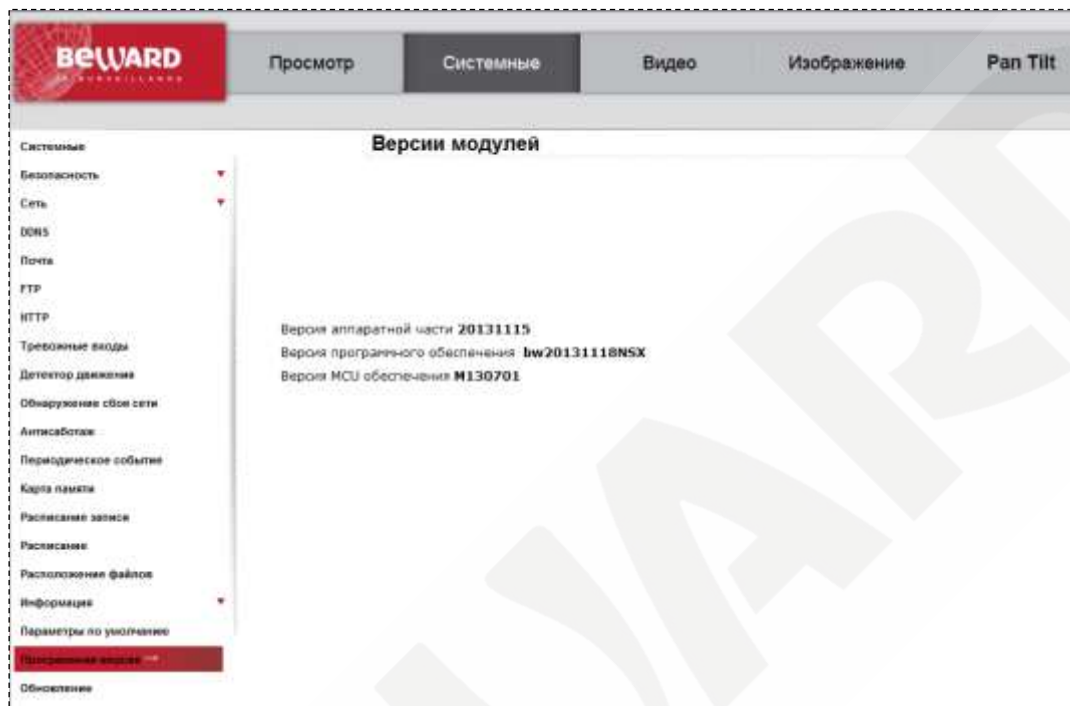 BEWARD
Просмотр
Системные
Видео
Изображение
Pan Tilt
Версии модулей
Системные
Безопасность
Сеть
DDNS
Почта
FTP
HTTP
Тревожные входы
Детектор движения
Обнаружение сбоя сети
Антисаботаж
Периодическое событие
Карта памяти
Расписание записи
Расписание
Расположение файлов
Информация
Параметры по умолчанию
Программная версия
Обновление
Версия аппаратной части 20131115
Версия программного обеспечения bw20131118NSX
Версия MCU обеспечения M130701